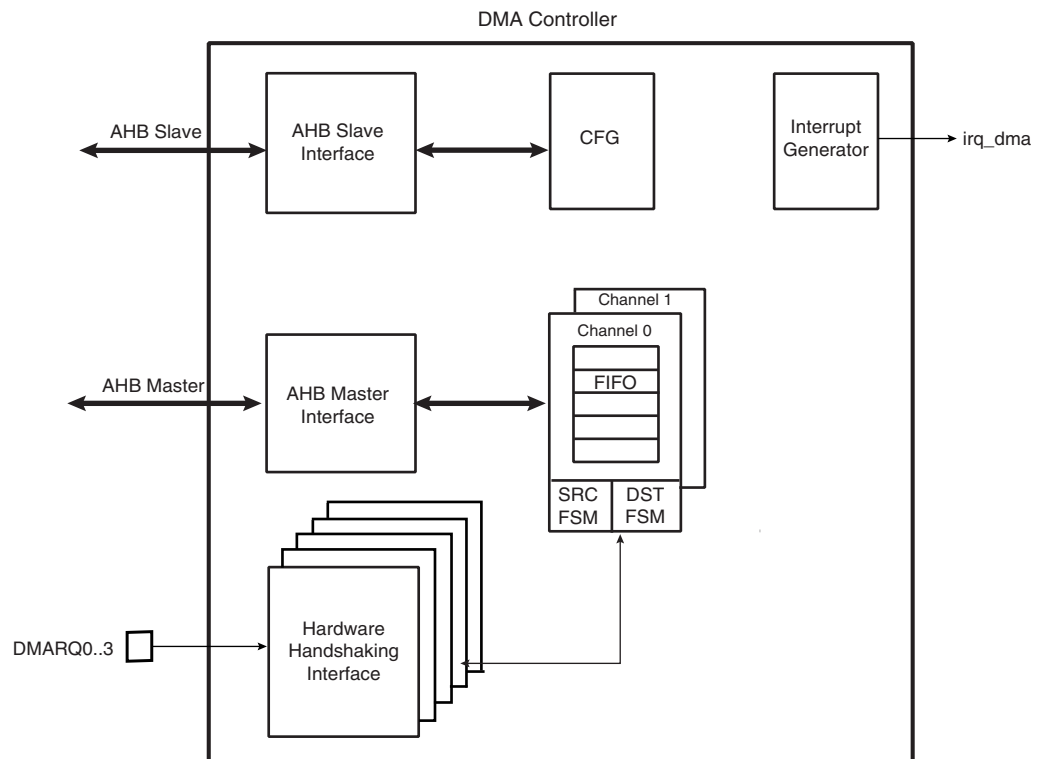 DMA Controller
AHB Slave
AHB Slave
Interface
CFG
Interrupt
Generator
irq_dma
Channel 1
Channel 0
AHB Master
AHB Master
Interface
FIFO
SRC
FSM
DST
FSM
DMARQ0..3
Hardware
Handshaking
Interface